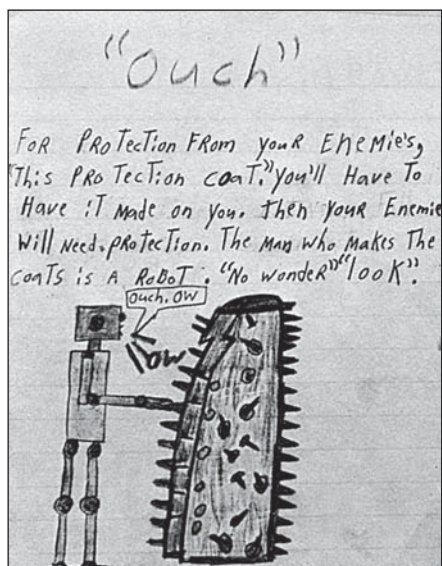 "Ouch"
FOR PROTECTION FROM YOUR ENEMIE'S,
"THIS PROTECTION COAT." YOU'LL HAVE TO
HAVE IT MADE ON YOU. THEN YOUR ENEMIE
WILL NEED. PROTECTION. THE MAN WHO MAKES THE
COATS IS A ROBOT. "NO WONDER" "LOOK".
OUCH. OW
OW